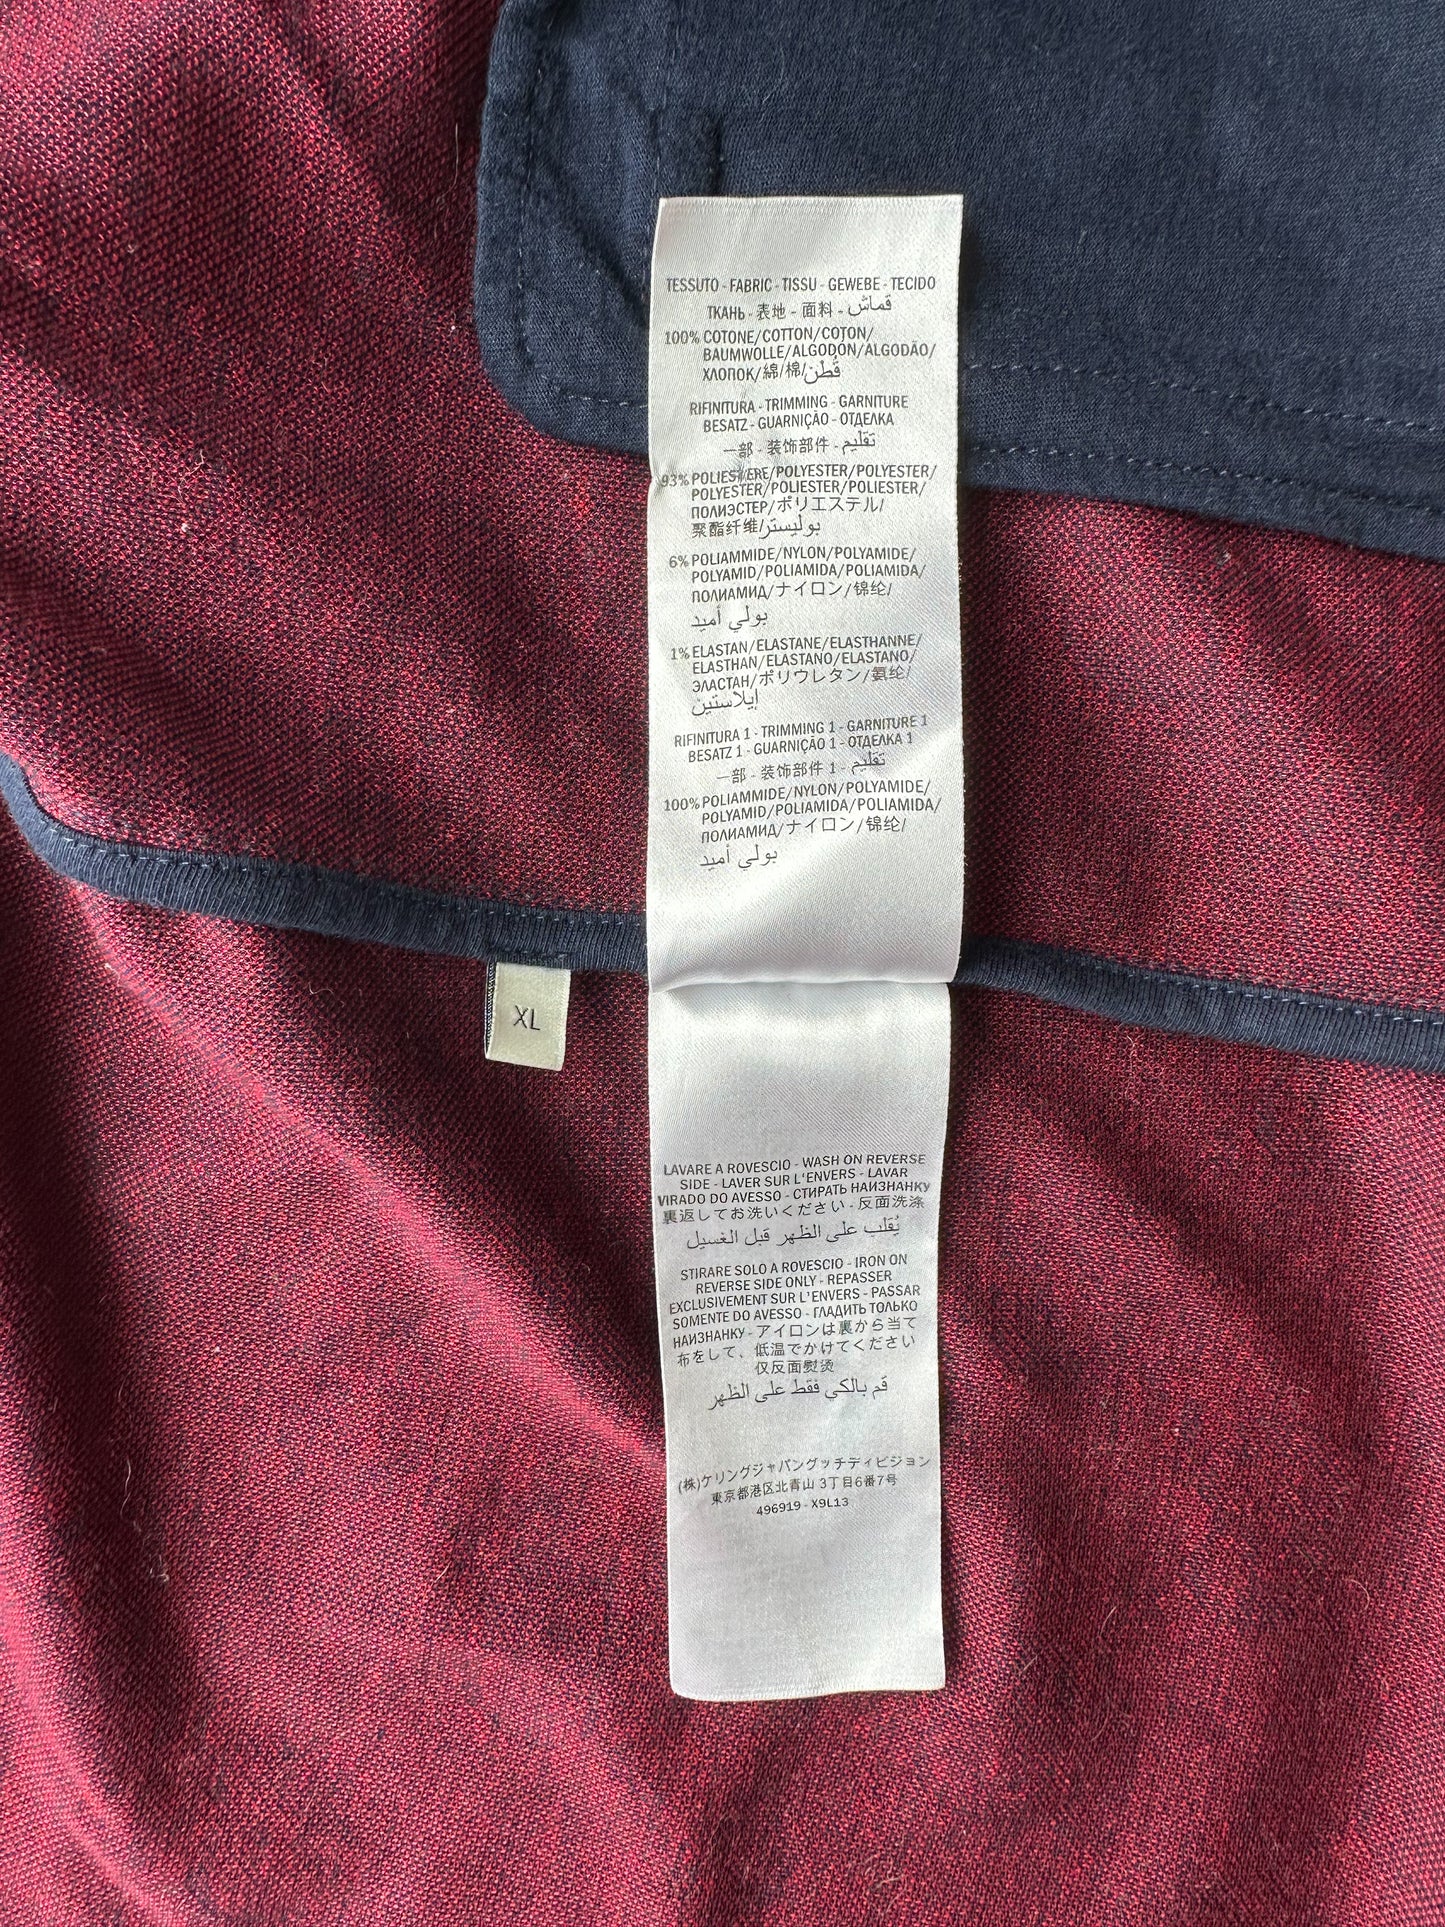 TESSUTO - FABRIC - TISSU - GEWEBE - TECIDO
ТКАНЬ - 表地 - 面料 - قماش
100% COTONE/COTTON/COTON/
BAUMWOLLE/ALGODON/ALGODÃO/
ХЛОПОК/綿/棉/قُطن
RIFINITURA - TRIMMING - GARNITURE
BESATZ - GUARNIÇÃO - ОТДЕЛКА
一部 - 装饰部件 - تقليم
93% POLIESTERE/POLYESTER/POLYESTER/
POLYESTER/POLIESTER/POLIESTER/
ПОЛИЭСТЕР/ポリエステル/
聚酯纤维/بوليستر
6% POLIAMMIDE/NYLON/POLYAMIDE/
POLYAMID/POLIAMIDA/POLIAMIDA/
ПОЛИАМИД/ナイロン/锦纶/
بولي أميد
1% ELASTAN/ELASTANE/ELASTHANNE/
ELASTHAN/ELASTANO/ELASTANO/
ЭЛАСТАН/ポリウレタン/氨纶/
إيلاستين
RIFINITURA 1 - TRIMMING 1 - GARNITURE 1
BESATZ 1 - GUARNIÇÃO 1 - ОТДЕЛКА 1
一部 - 装饰部件 1 - تقليم
100% POLIAMMIDE/NYLON/POLYAMIDE/
POLYAMID/POLIAMIDA/POLIAMIDA/
ПОЛИАМИД/ナイロン/锦纶/
بولي أميد
XL
LAVARE A ROVESCIO - WASH ON REVERSE
SIDE - LAVER SUR L'ENVERS - LAVAR
VIRADO DO AVESSO - СТИРАТЬ НАИЗНАНКУ
裏返してお洗いください - 反面洗涤
يُقلب على الظهر قبل الغسيل
STIRARE SOLO A ROVESCIO - IRON ON
REVERSE SIDE ONLY - REPASSER
EXCLUSIVEMENT SUR L'ENVERS - PASSAR
SOMENTE DO AVESSO - ГЛАДИТЬ ТОЛЬКО
НАИЗНАНКУ - アイロンは裏から当て
布をして、低温でかけてください
仅反面熨烫
قم بالكي فقط على الظهر
(株)ケリングジャパングッチディビジョン
東京都港区北青山 3丁目6番7号
496919 - X9L13